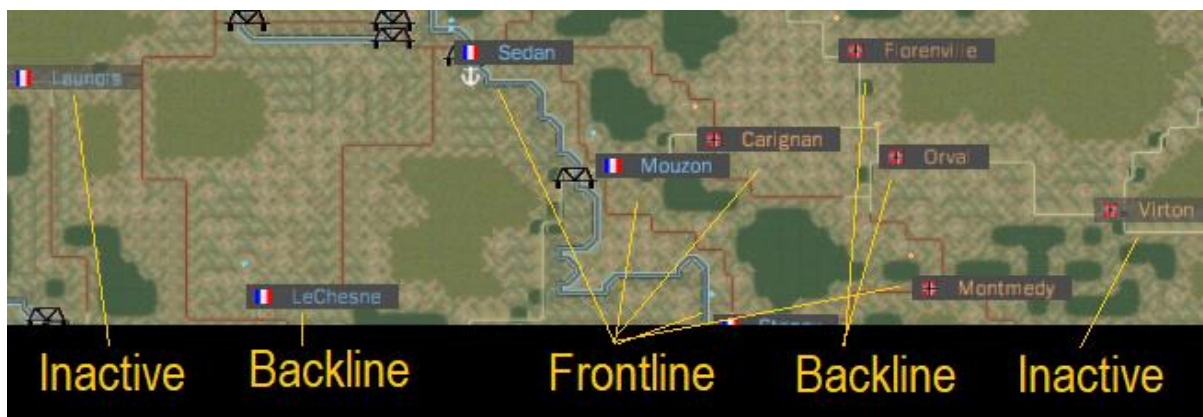 Sedan
Florenville
Launois
Carignan
Orval
Mouzon
Virton
LeChesne
Montmedy
Inactive
Backline
Frontline
Backline
Inactive